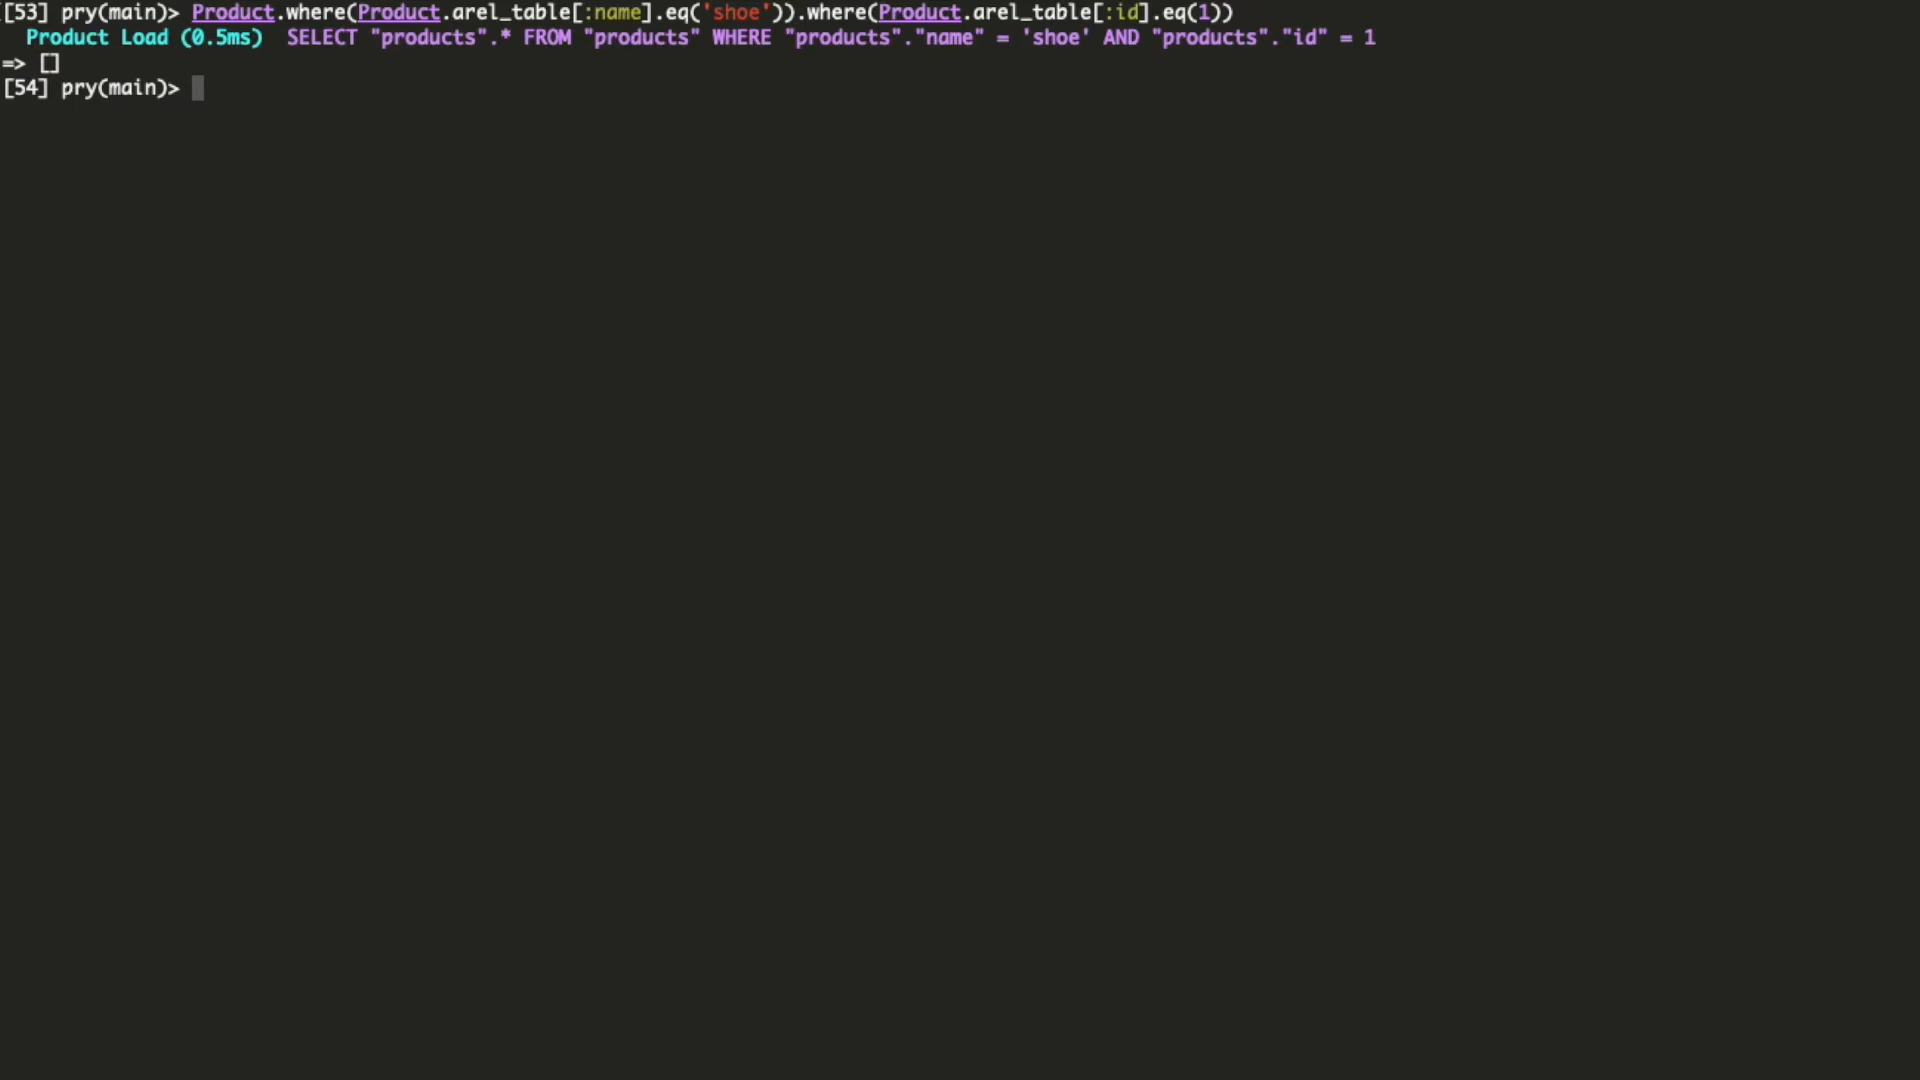 [53] pry(main)> Product.where(Product.arel_table[:name].eq('shoe')).where(Product.arel_table[:id].eq(1))
  Product Load (0.5ms)  SELECT "products".* FROM "products" WHERE "products"."name" = 'shoe' AND "products"."id" = 1
=> []
[54] pry(main)>